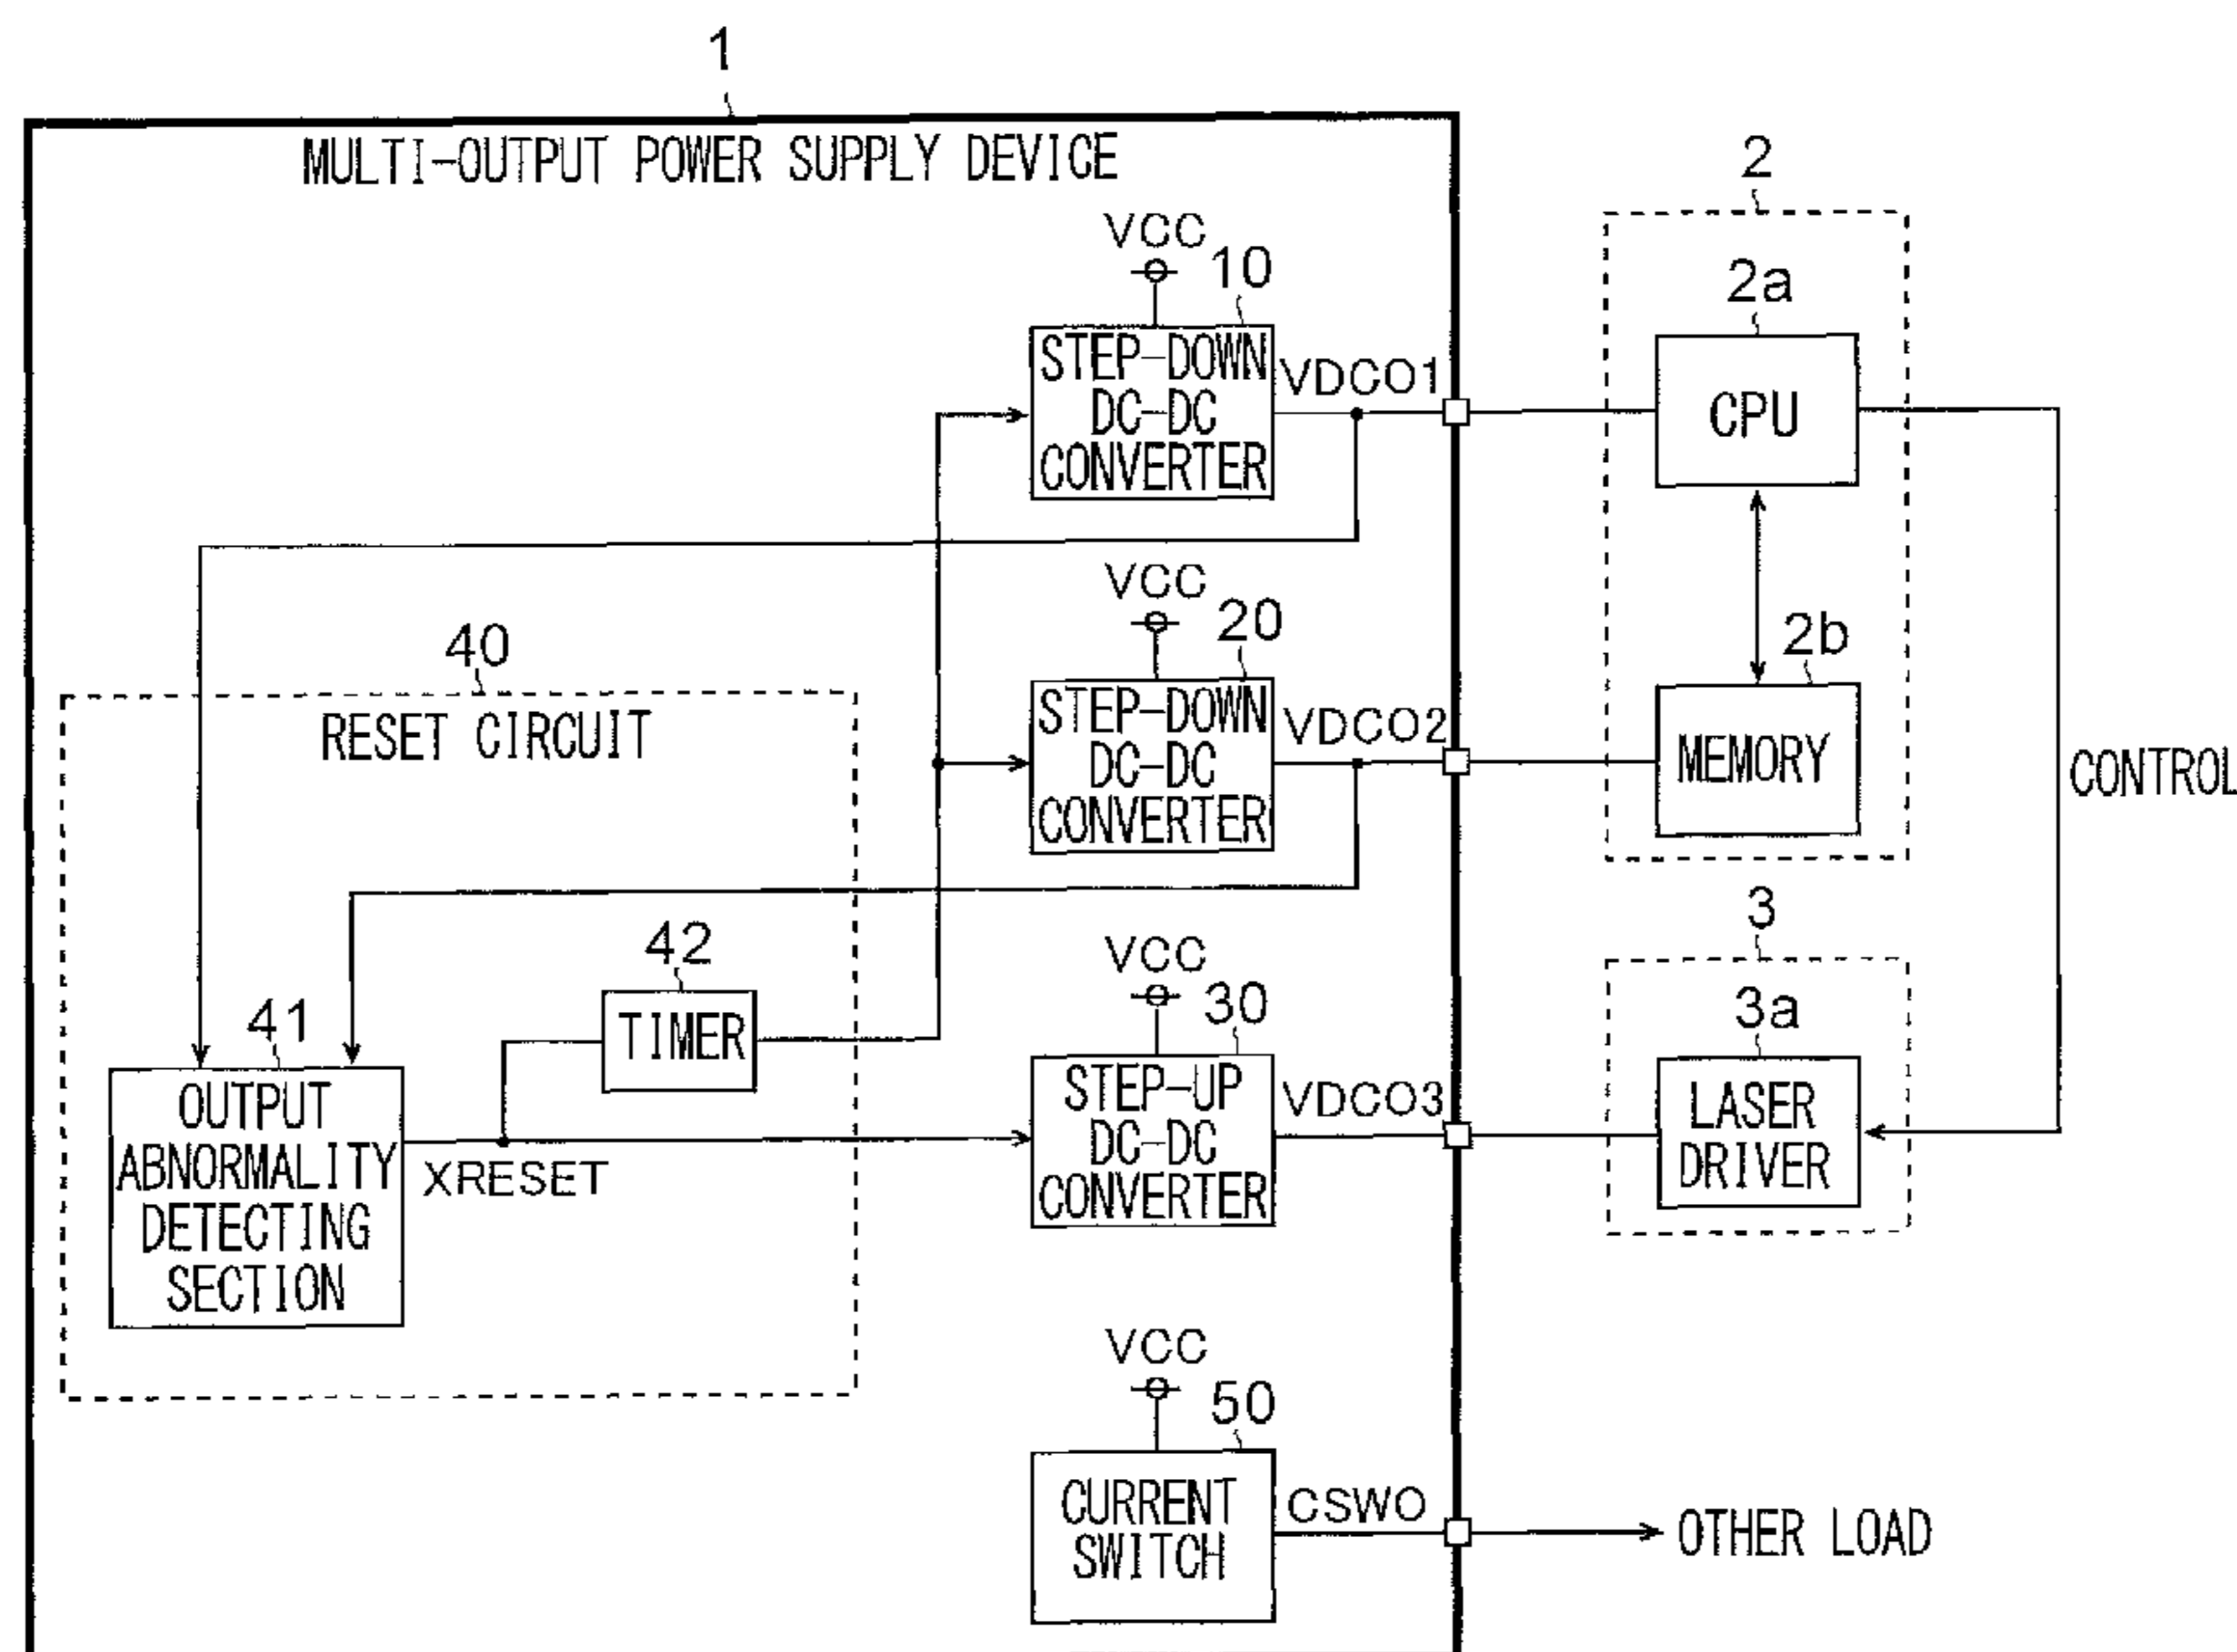 1
MULTI-OUTPUT POWER SUPPLY DEVICE
VCC
10
STEP-DOWN
DC-DC
CONVERTER
VDCO1
2
2a
CPU
VCC
20
STEP-DOWN
DC-DC
CONVERTER
VDCO2
2b
MEMORY
CONTROL
40
RESET CIRCUIT
42
TIMER
41
OUTPUT
ABNORMALITY
DETECTING
SECTION
XRESET
VCC
30
STEP-UP
DC-DC
CONVERTER
VDCO3
3
3a
LASER
DRIVER
VCC
50
CURRENT
SWITCH
CSWO
OTHER LOAD